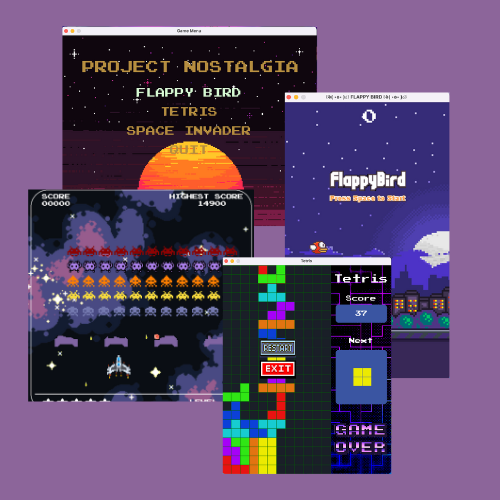 Game Menu
PROJECT NOSTALGIA
FLAPPY BIRD
TETRIS
SPACE INVADER
QUIT
FLAPPY BIRD
0
FlappyBird
Press Space to Start
SCORE
00000
HIGHEST SCORE
14900
LEVEL
Tetris
Tetris
Score
37
Next
RESTART
EXIT
GAME
OVER